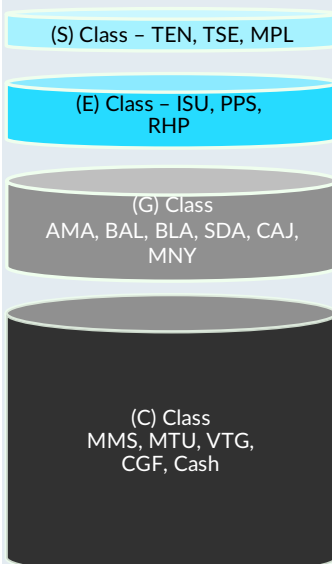 (S) Class – TEN, TSE, MPL
(E) Class – ISU, PPS,
RHP
(G) Class
AMA, BAL, BLA, SDA, CAJ,
MNY
(C) Class
MMS, MTU, VTG,
CGF, Cash